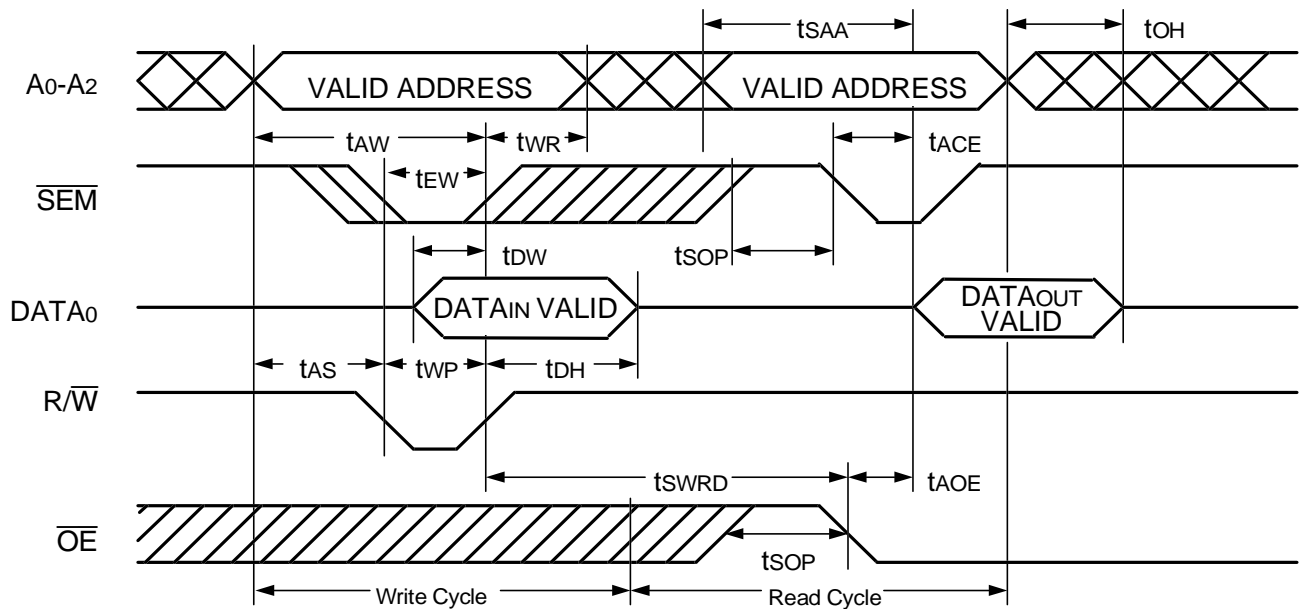 tSAA
tOH
A0-A2
VALID ADDRESS
VALID ADDRESS
tAW
tWR
tACE
tEW
SEM
tDW
tSOP
DATA0
DATAIN VALID
DATAOUT
VALID
tAS
tWP
tDH
R/W
tSWRD
tAOE
OE
tSOP
Write Cycle
Read Cycle